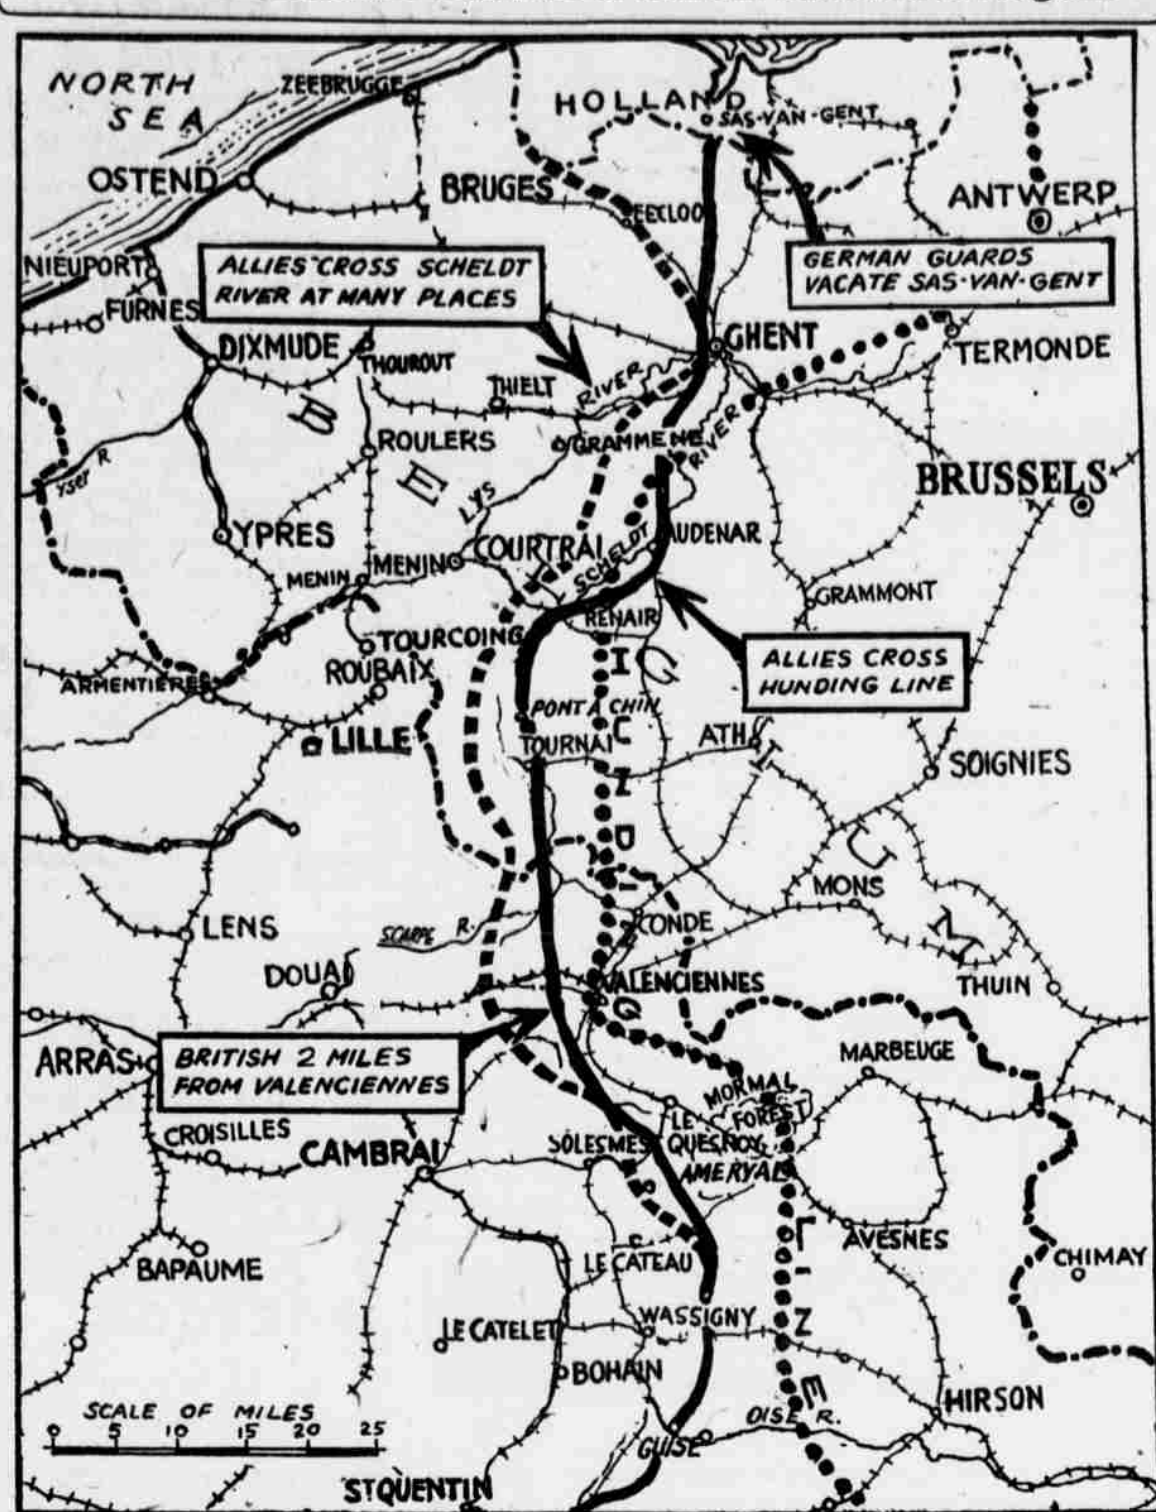 NORTH
SEA
ZEEBRUGGE
HOLLAND
SAS-VAN-GENT
OSTEND
BRUGES
EECLOO
ANTWERP
NIEUPORT
ALLIES CROSS SCHELDT
RIVER AT MANY PLACES
GERMAN GUARDS
VACATE SAS-VAN-GENT
FURNES
DIXMUDE
THOUROUT
GHENT
TERMONDE
THIELT
RIVER
BELGIUM
ROULERS
GRAMMENE
RIVER
YSER R
LYS
BRUSSELS
YPRES
COURTRAI
SCHELDT
AUDENAR
MENIN
MENIN
GRAMMONT
RENAIR
TOURCOING
ROUBAIX
ALLIES CROSS
HUNDING LINE
ARMENTIERES
PONT A CHIN
LILLE
TOURNAI
ATH
SOIGNIES
MONS
LENS
SCARPE R.
CONDE
DOUAI
VALENCIENNES
THUIN
ARRAS
BRITISH 2 MILES
FROM VALENCIENNES
MARBEUGE
MORMAL
FOREST
CROISILLES
CAMBRAI
SOLESMES
LE
QUESNOY
AMERVAL
BAPAUME
LE CATEAU
AVESNES
CHIMAY
LE CATELET
WASSIGNY
BOHAIN
LINE
HIRSON
SCALE OF MILES
0 5 10 15 20 25
OISE R.
GUISE
ST QUENTIN